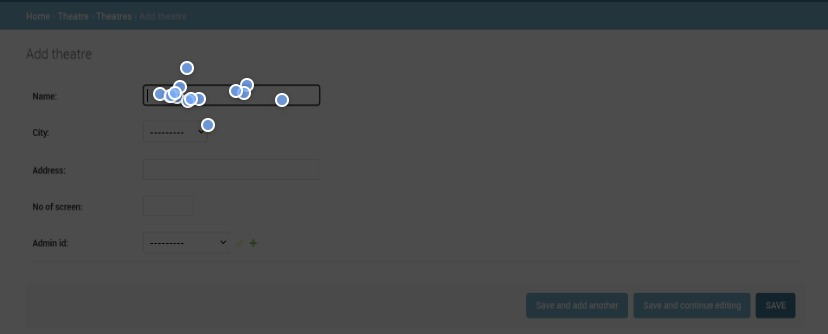 Home › Theatre › Theatres › Add theatre
Add theatre
Name:
City: ---------
Address:
No of screen:
Admin id: ---------
Save and add another Save and continue editing SAVE